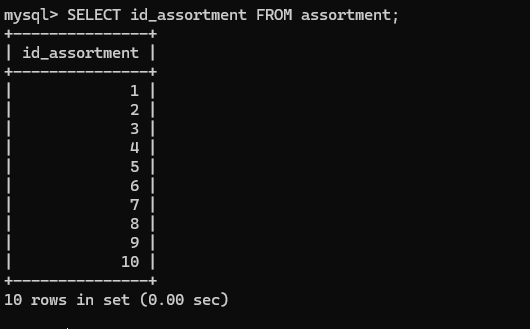 mysql> SELECT id_assortment FROM assortment;
+---------------+
| id_assortment |
+---------------+
|             1 |
|             2 |
|             3 |
|             4 |
|             5 |
|             6 |
|             7 |
|             8 |
|             9 |
|            10 |
+---------------+
10 rows in set (0.00 sec)